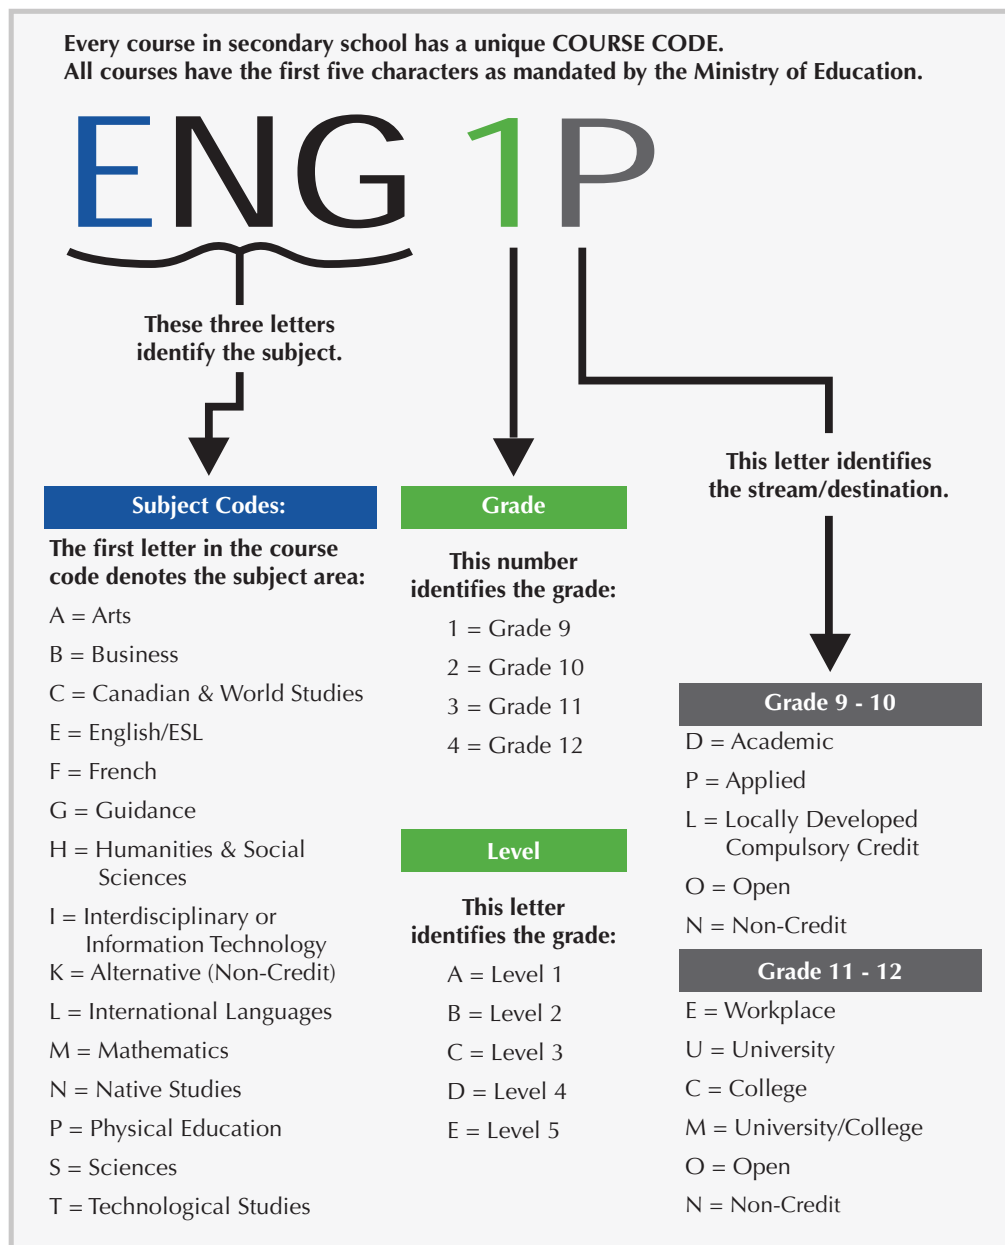 Every course in secondary school has a unique COURSE CODE.
All courses have the first five characters as mandated by the Ministry of Education.
ENG 1P
These three letters
identify the subject.
This letter identifies
the stream/destination.
Subject Codes:
The first letter in the course
code denotes the subject area:
A = Arts
B = Business
C = Canadian & World Studies
E = English/ESL
F = French
G = Guidance
H = Humanities & Social
Sciences
I = Interdisciplinary or
Information Technology
K = Alternative (Non-Credit)
L = International Languages
M = Mathematics
N = Native Studies
P = Physical Education
S = Sciences
T = Technological Studies
Grade
This number
identifies the grade:
1 = Grade 9
2 = Grade 10
3 = Grade 11
4 = Grade 12
Level
This letter
identifies the grade:
A = Level 1
B = Level 2
C = Level 3
D = Level 4
E = Level 5
Grade 9 - 10
D = Academic
P = Applied
L = Locally Developed
Compulsory Credit
O = Open
N = Non-Credit
Grade 11 - 12
E = Workplace
U = University
C = College
M = University/College
O = Open
N = Non-Credit